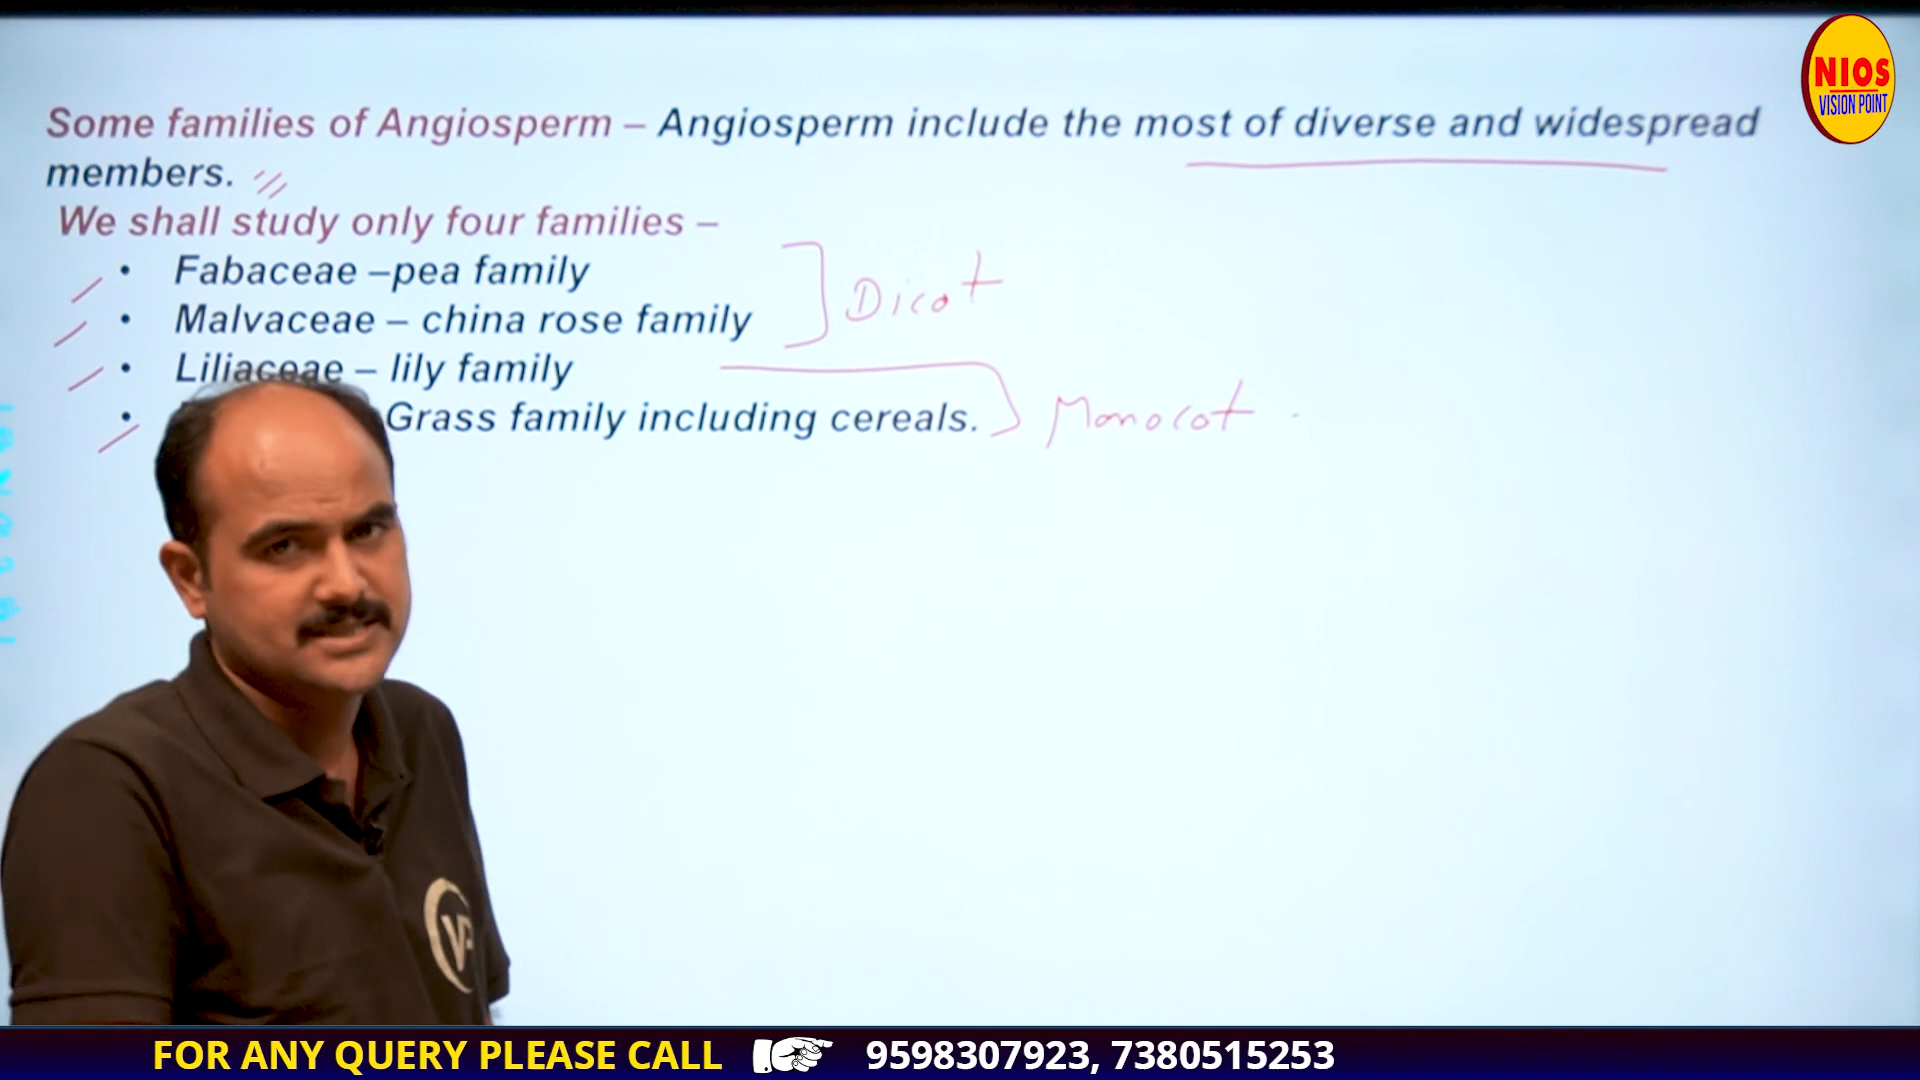 NIOS
VISION POINT
Some families of Angiosperm – Angiosperm include the most of diverse and widespread
members.
We shall study only four families –
• Fabaceae –pea family
• Malvaceae – china rose family
Dicot
• Liliaceae – lily family
• Grass family including cereals.
Monocot
VP
FOR ANY QUERY PLEASE CALL 9598307923, 7380515253